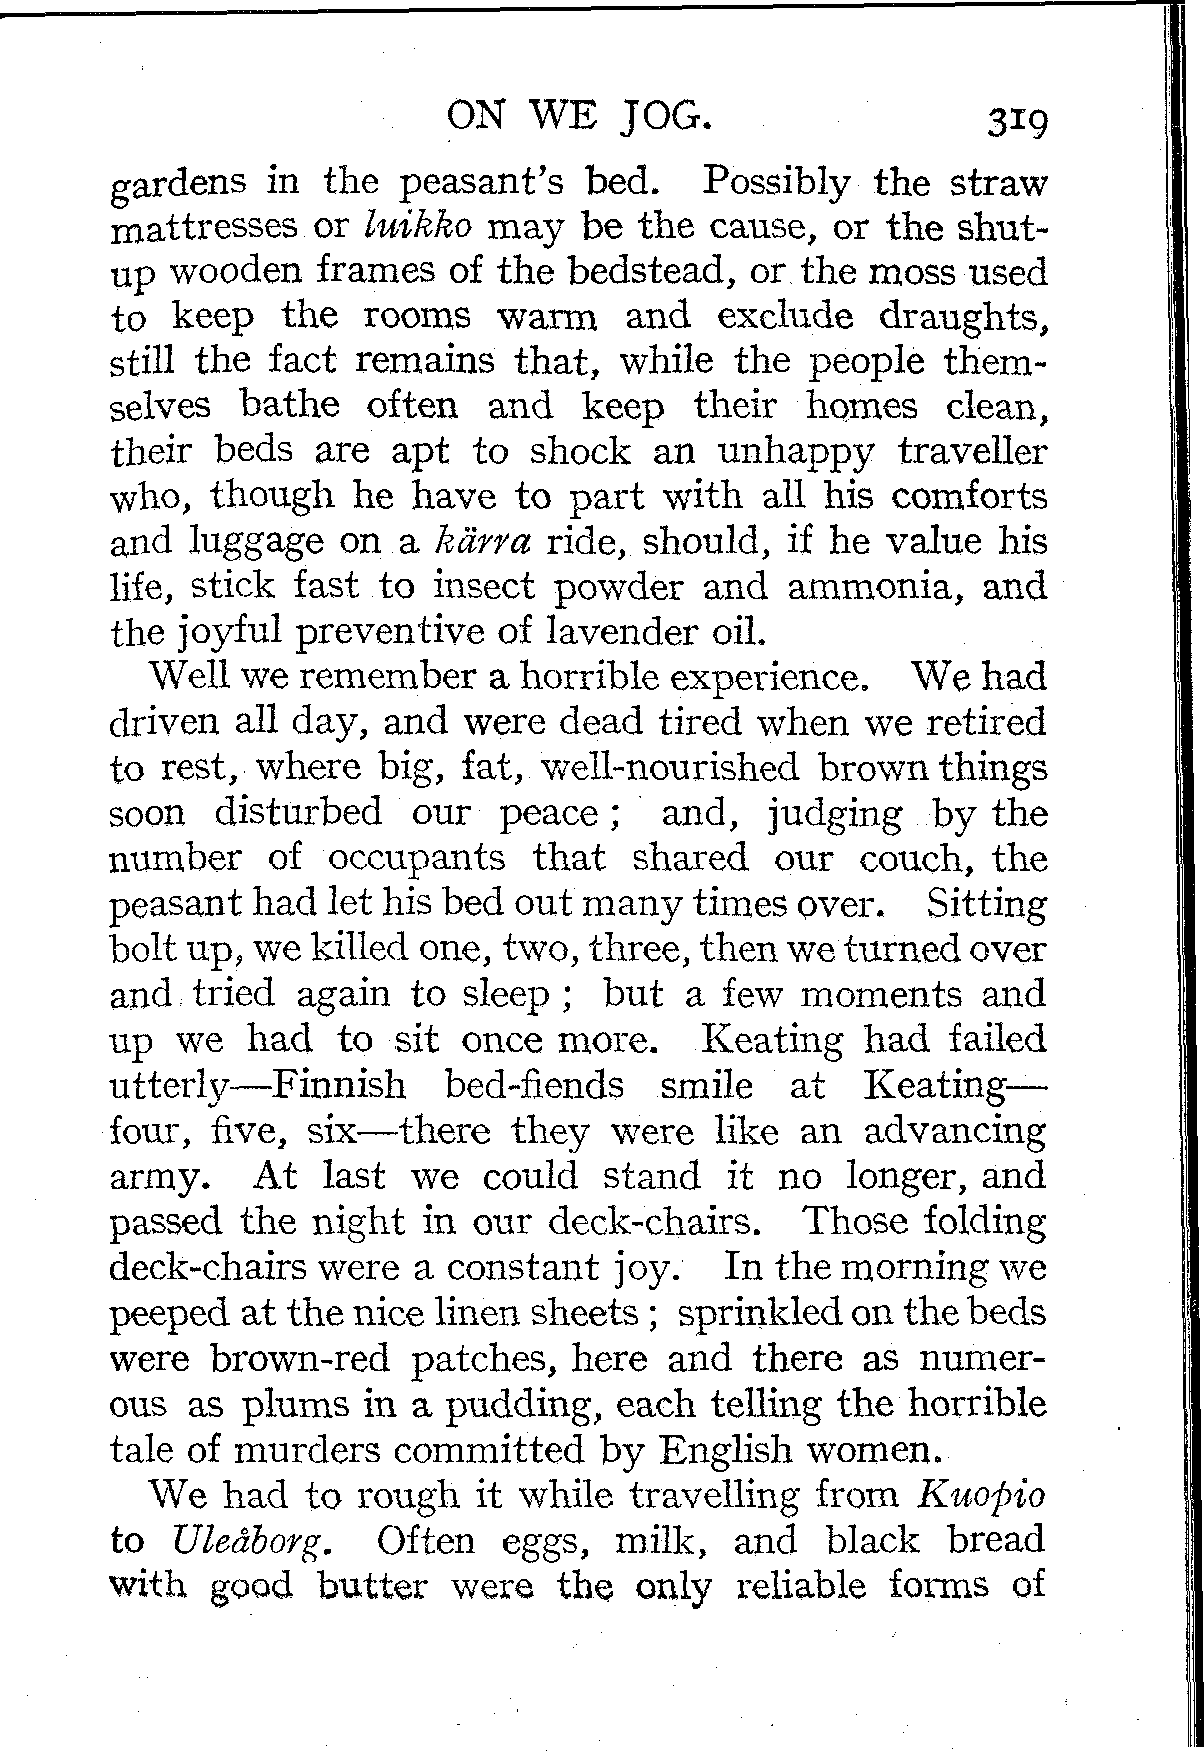 ON WE JOG. 319
gardens in the peasant's bed. Possibly the straw
mattresses or luikko may be the cause, or the shut-
up wooden frames of the bedstead, or the moss used
to keep the rooms warm and exclude draughts,
still the fact remains that, while the people them-
selves bathe often and keep their homes clean,
their beds are apt to shock an unhappy traveller
who, though he have to part with all his comforts
and luggage on a kärra ride, should, if he value his
life, stick fast to insect powder and ammonia, and
the joyful preventive of lavender oil.
Well we remember a horrible experience. We had
driven all day, and were dead tired when we retired
to rest, where big, fat, well-nourished brown things
soon disturbed our peace; and, judging by the
number of occupants that shared our couch, the
peasant had let his bed out many times over. Sitting
bolt up, we killed one, two, three, then we turned over
and tried again to sleep; but a few moments and
up we had to sit once more. Keating had failed
utterly—Finnish bed-fiends smile at Keating—
four, five, six—there they were like an advancing
army. At last we could stand it no longer, and
passed the night in our deck-chairs. Those folding
deck-chairs were a constant joy. In the morning we
peeped at the nice linen sheets; sprinkled on the beds
were brown-red patches, here and there as numer-
ous as plums in a pudding, each telling the horrible
tale of murders committed by English women.
We had to rough it while travelling from Kuopio
to Uleåborg. Often eggs, milk, and black bread
with good butter were the only reliable forms of